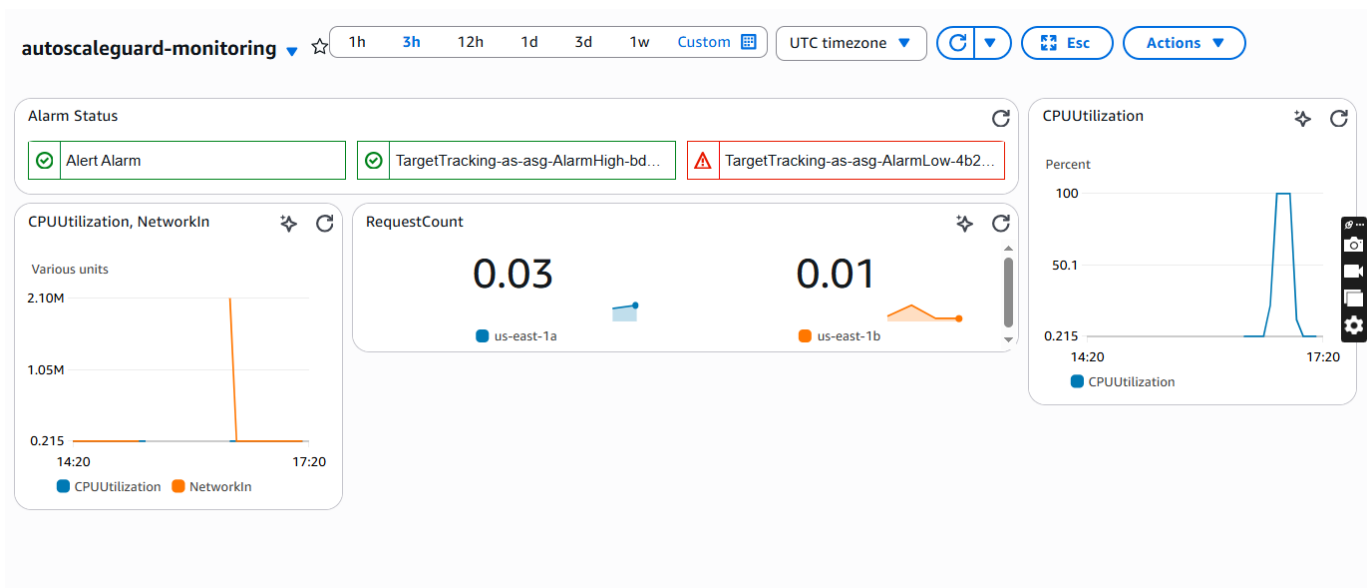 autoscaleguard-monitoring
1h 3h 12h 1d 3d 1w Custom
UTC timezone
Esc
Actions
Alarm Status
Alert Alarm
TargetTracking-as-asg-AlarmHigh-bd...
TargetTracking-as-asg-AlarmLow-4b2...
CPUUtilization
Percent
100
50.1
0.215
14:20 17:20
CPUUtilization
CPUUtilization, NetworkIn
Various units
2.10M
1.05M
0.215
14:20 17:20
CPUUtilization NetworkIn
RequestCount
0.03 0.01
us-east-1a us-east-1b